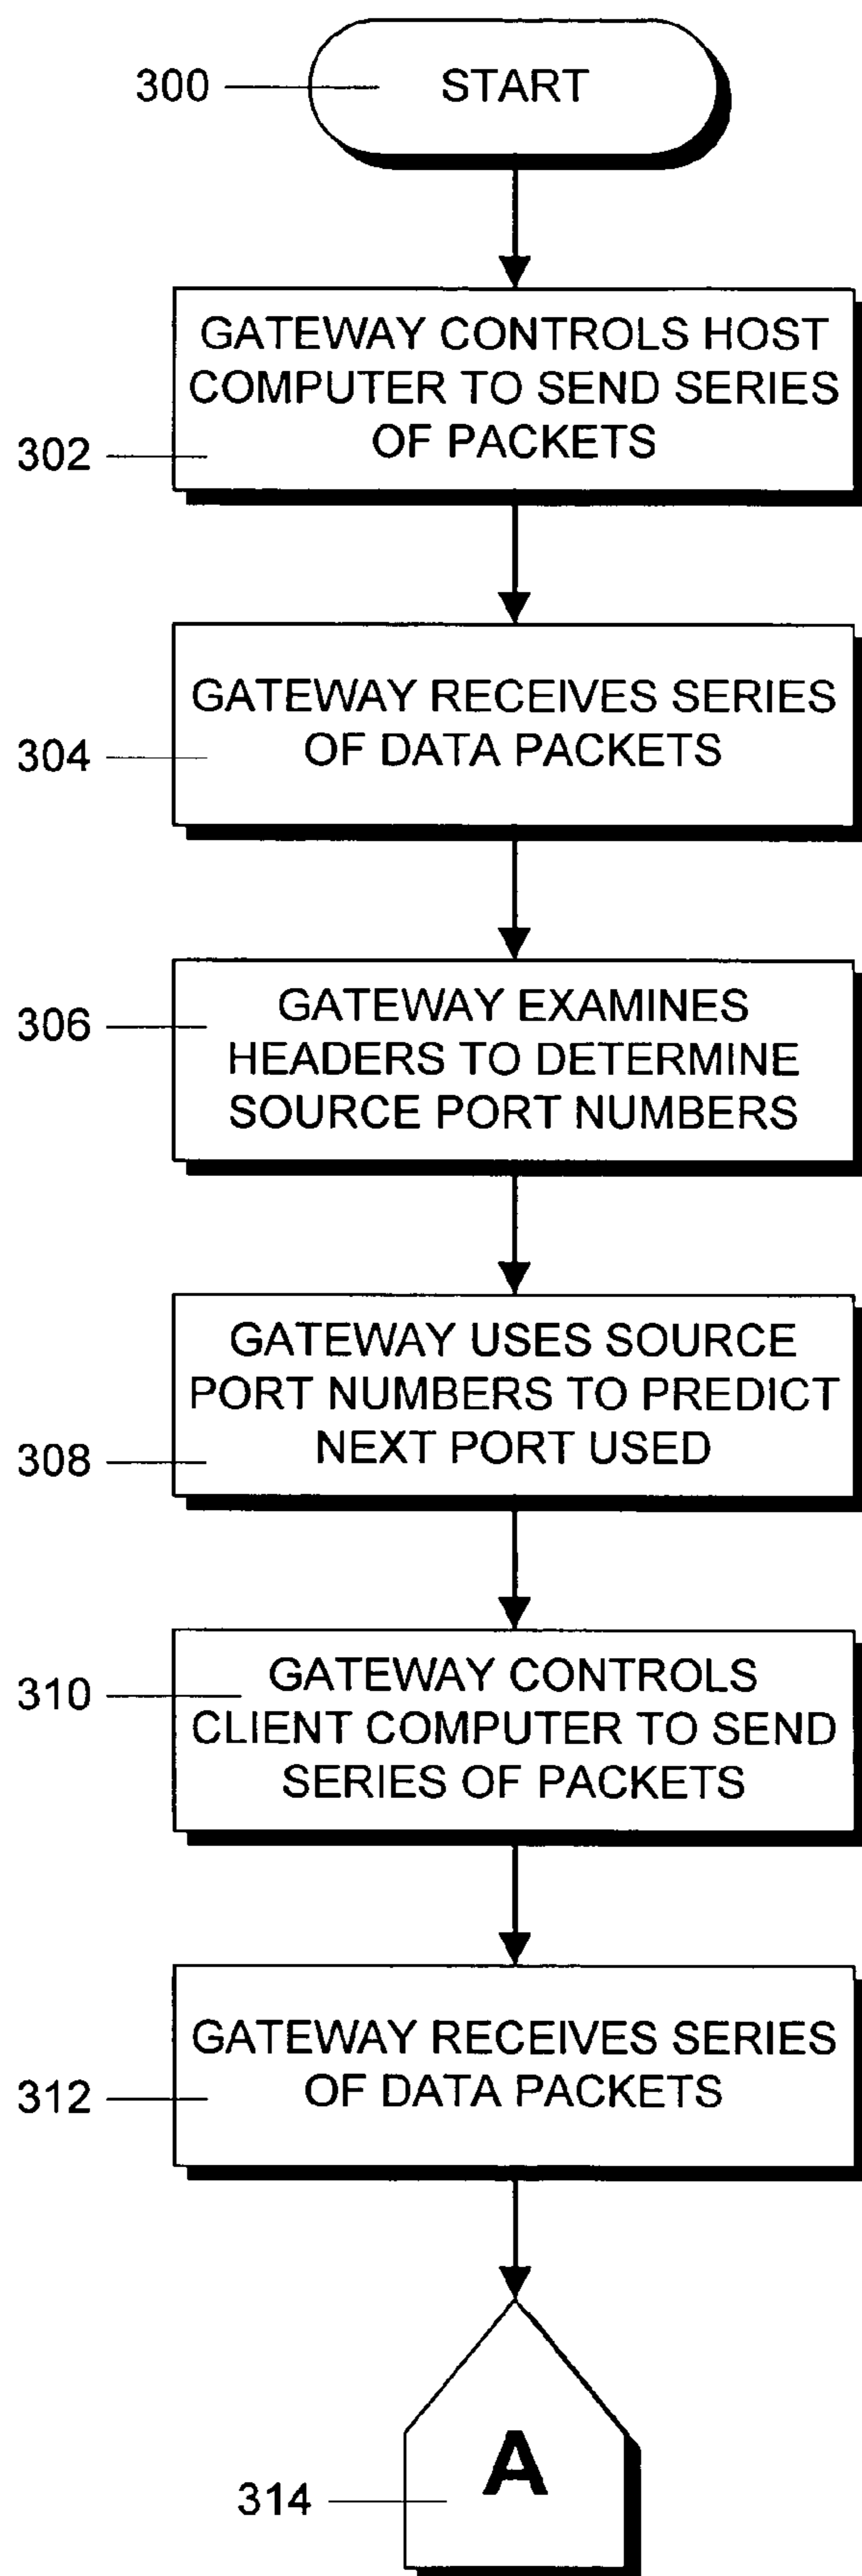 300
START
GATEWAY CONTROLS HOST
COMPUTER TO SEND SERIES
OF PACKETS
302
GATEWAY RECEIVES SERIES
OF DATA PACKETS
304
GATEWAY EXAMINES
HEADERS TO DETERMINE
SOURCE PORT NUMBERS
306
GATEWAY USES SOURCE
PORT NUMBERS TO PREDICT
NEXT PORT USED
308
GATEWAY CONTROLS
CLIENT COMPUTER TO SEND
SERIES OF PACKETS
310
GATEWAY RECEIVES SERIES
OF DATA PACKETS
312
A
314